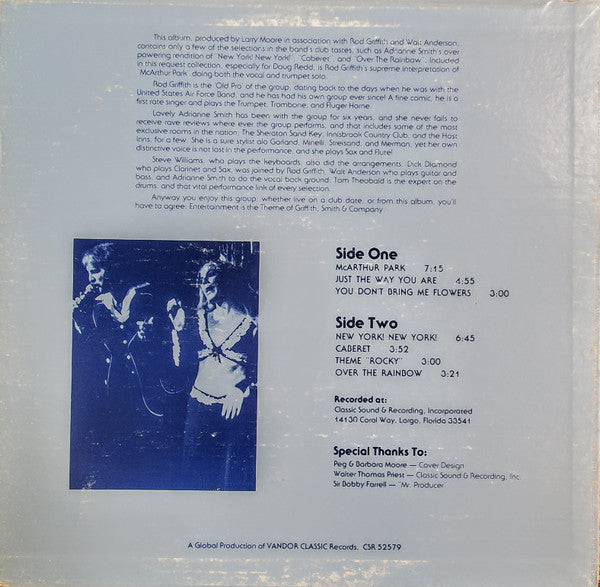 This album, produced by Larry Moore in association with Rod Griffith and Walt Anderson,
contains only a few of the selections in the band's club tastes, such as Adrianne Smith's over
powering rendition of "New York! New York!", "Caberet" and "Over The Rainbow". Included
in this request collection, especially for Doug Redd, is Rod Griffith's supreme interpretation of
"McArthur Park" doing both the vocal and trumpet solo.
Rod Griffith is the "Old Pro" of the group, dating back to the days when he was with the
United States Air Force Band, and he has had his own group ever since! A fine comic, he is a
first rate singer and plays the Trumpet, Trombone, and Fluger Horne.
Lovely Adrianne Smith has been with the group for six years, and she never fails to
receive rave reviews where ever the group performs, and that includes some of the most
exclusive rooms in the nation. The Sheraton Sand Key, Innisbrook Country Club, and the Host
Inns, for a few. She is a sure stylist ala Garland, Minelli, Streisand, and Merman, yet her own
distinctive voice is not lost in the performance, and she plays Sax and Flute!
Steve Williams, who plays the keyboards, also did the arrangements. Dick Diamond
who plays Clarinet and Sax, was joined by Rod Griffith, Walt Anderson who plays guitar and
bass, and Adrianne Smith to do the vocal back ground. Tom Theobald is the expert on the
drums, and that vital performance link of every selection.
Anyway you enjoy this group, whether live on a club date, or from this album, you'll
have to agree, Entertainment is the Theme of Griffith, Smith & Company
Side One
McARTHUR PARK 7:15
JUST THE WAY YOU ARE 4:55
YOU DON'T BRING ME FLOWERS 3:00
Side Two
NEW YORK! NEW YORK! 6:45
CABERET 3:52
THEME "ROCKY" 3:00
OVER THE RAINBOW 3:21
Recorded at:
Classic Sound & Recording, Incorporated
14130 Coral Way, Largo, Florida 33541
Special Thanks To:
Peg & Barbara Moore — Cover Design
Walter Thomas Priest — Classic Sound & Recording, Inc.
Sir Bobby Farrell — "Mr. Producer"
A Global Production of VANDOR CLASSIC Records. CSR 52579